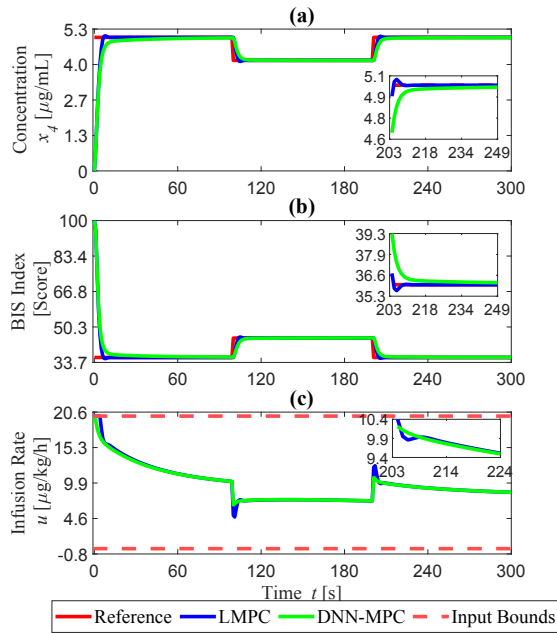 (a)
5.3
4.0
2.7
1.3
0
Concentration
x4 [μg/mL]
5.1
4.9
4.8
4.6
203 218 234 249
0 60 120 180 240 300
(b)
100
83.4
66.8
50.3
33.7
BIS Index
[Score]
39.3
37.9
36.6
35.3
203 218 234 249
0 60 120 180 240 300
(c)
20.6
15.3
9.9
4.6
-0.8
Infusion Rate
u [μg/kg/h]
10.4
9.9
9.4
203 214 224
0 60 120 180 240 300
Time t [s]
Reference LMPC DNN-MPC Input Bounds